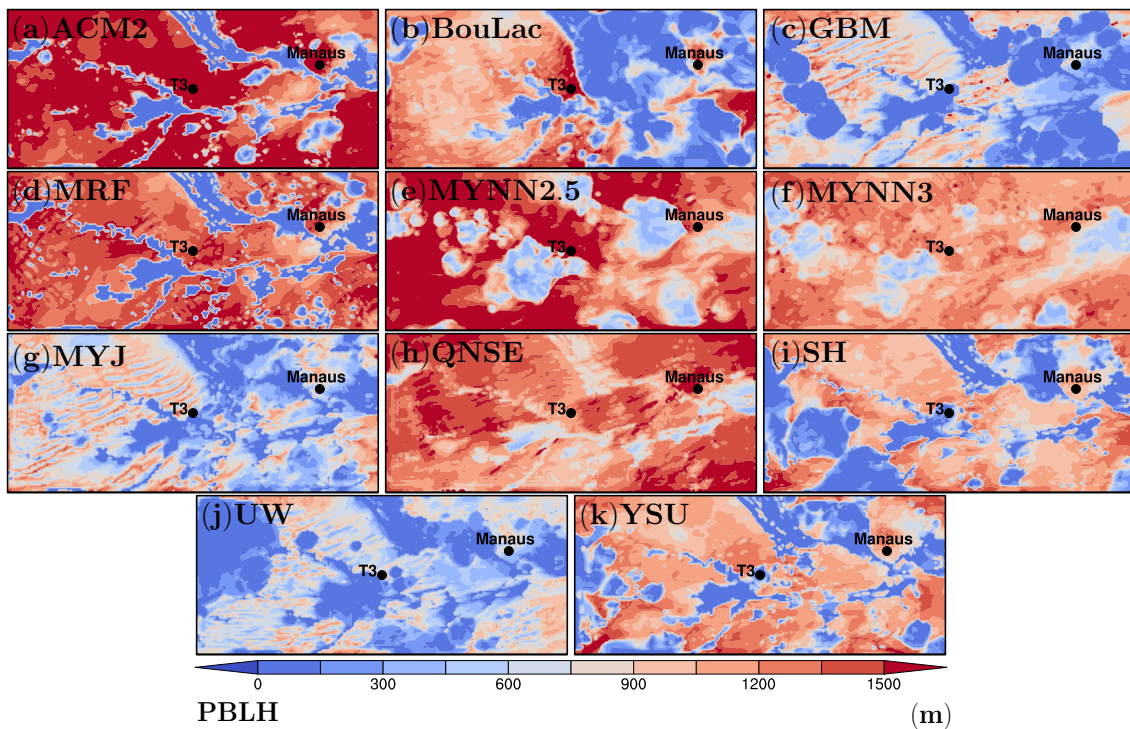 (a)ACM2
Manaus
T3
(b)BouLac
Manaus
T3
(c)GBM
Manaus
T3
(d)MRF
Manaus
T3
(e)MYNN2.5
Manaus
T3
(f)MYNN3
Manaus
T3
(g)MYJ
Manaus
T3
(h)QNSE
Manaus
T3
(i)SH
Manaus
T3
(j)UW
Manaus
T3
(k)YSU
Manaus
T3
0 300 600 900 1200 1500
PBLH (m)